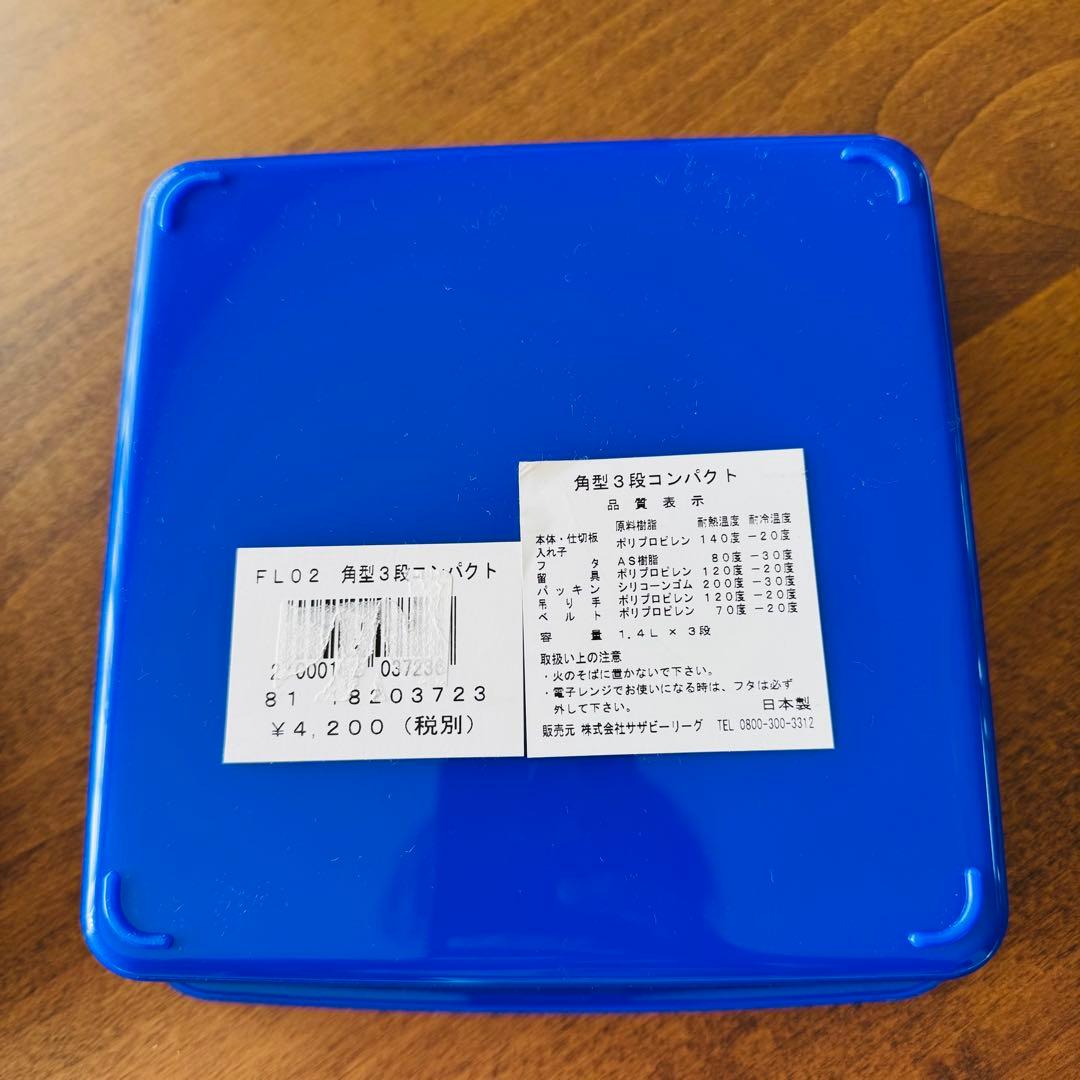 FL02 角型3段コンパクト
037236
8203723
¥4,200(税別)
角型3段コンパクト
品質表示
原料樹脂 耐熱温度 耐冷温度
本体・仕切板
入れ子 ポリプロピレン 140度 -20度
フタ AS樹脂 80度 -30度
留具 ポリプロピレン 120度 -20度
パッキン シリコーンゴム 200度 -30度
吊り手 ポリプロピレン 120度 -20度
ベルト ポリプロピレン 70度 -20度
容量 1.4L × 3段
取扱い上の注意
・火のそばに置かないで下さい。
・電子レンジでお使いになる時は、フタは必ず
外して下さい。
日本製
販売元 株式会社サザビーリーグ TEL 0800-300-3312